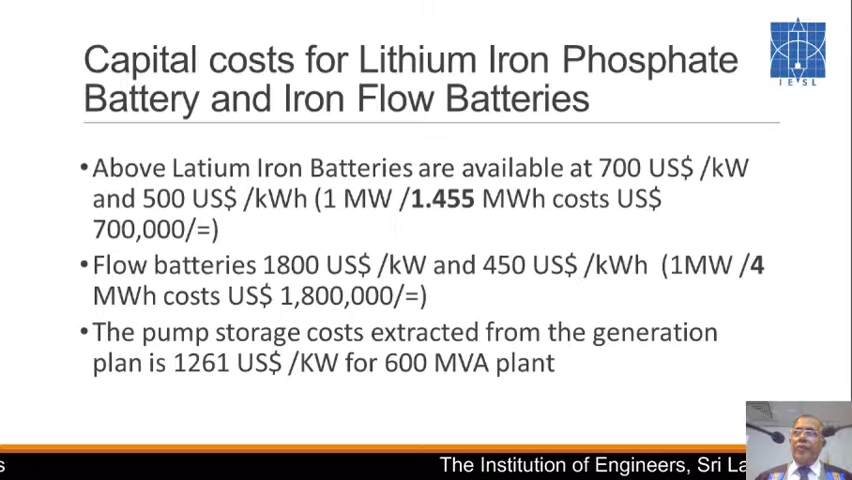 Capital costs for Lithium Iron Phosphate
Battery and Iron Flow Batteries
IESL
•Above Latium Iron Batteries are available at 700 US$ /kW
and 500 US$ /kWh (1 MW /1.455 MWh costs US$
700,000/=)
•Flow batteries 1800 US$ /kW and 450 US$ /kWh (1MW /4
MWh costs US$ 1,800,000/=)
•The pump storage costs extracted from the generation
plan is 1261 US$ /KW for 600 MVA plant
s The Institution of Engineers, Sri La